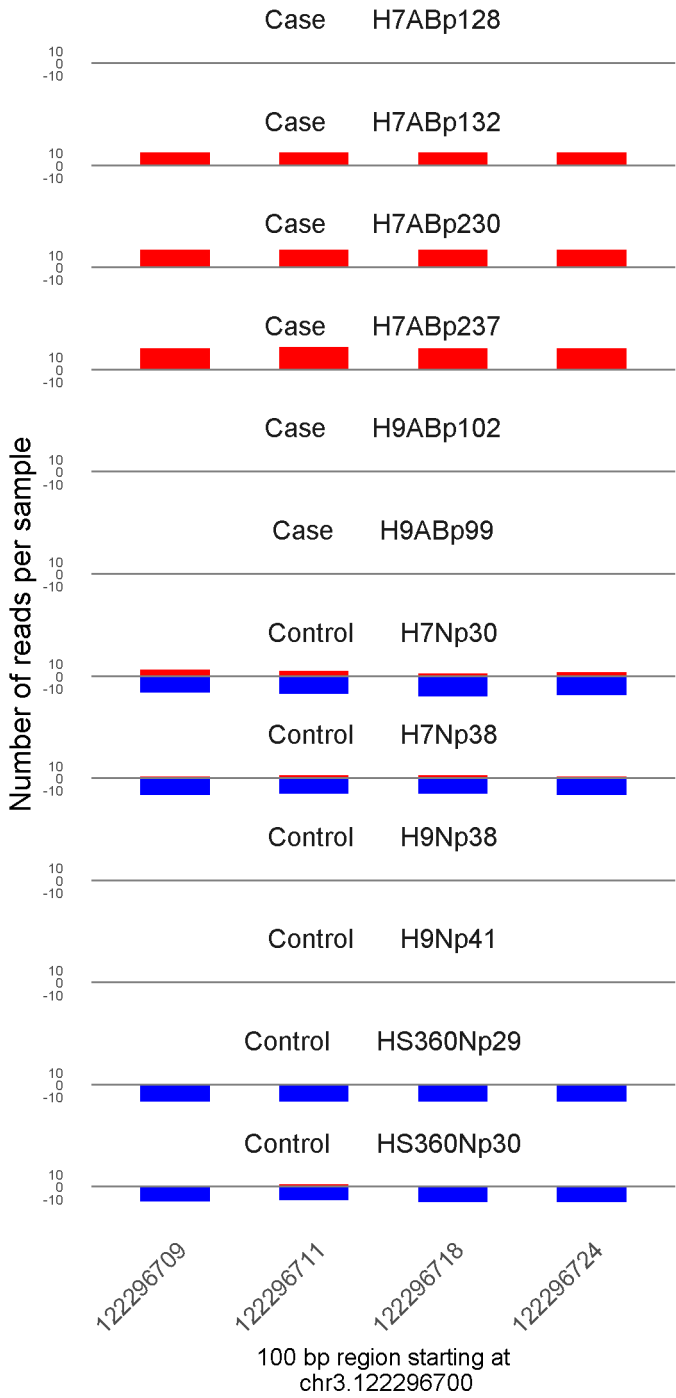 Case H7ABp128
10
0
-10
Case H7ABp132
10
0
-10
Case H7ABp230
10
0
-10
Case H7ABp237
10
0
-10
Case H9ABp102
10
0
-10
Case H9ABp99
10
0
-10
Control H7Np30
10
0
-10
Control H7Np38
10
0
-10
Control H9Np38
10
0
-10
Control H9Np41
10
0
-10
Control HS360Np29
10
0
-10
Control HS360Np30
10
0
-10
Number of reads per sample
122296709 122296711 122296718 122296724
100 bp region starting at
chr3.122296700